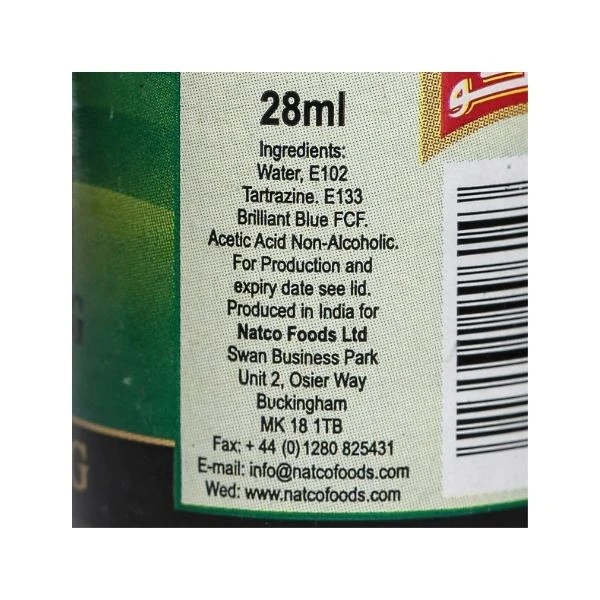 28ml
Ingredients:
Water, E102
Tartrazine. E133
Brilliant Blue FCF.
Acetic Acid Non-Alcoholic.
For Production and
expiry date see lid.
Produced in India for
Natco Foods Ltd
Swan Business Park
Unit 2, Osier Way
Buckingham
MK 18 1TB
Fax: + 44 (0)1280 825431
E-mail: info@natcofoods.com
Wed: www.natcofoods.com
G
G